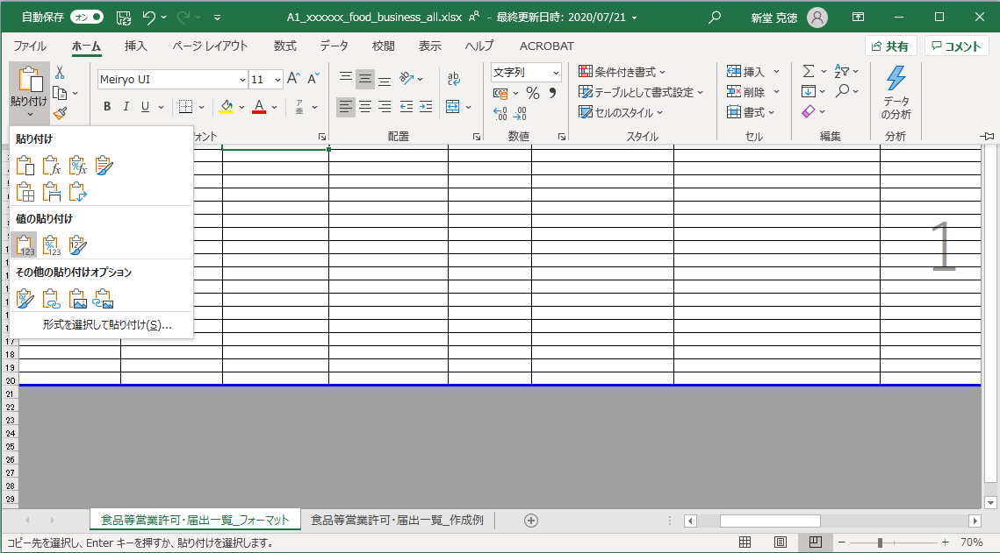 自動保存 オン A1_xxxxxx_food_business_all.xlsx - 最終更新日時: 2020/07/21 新堂 克徳
ファイル ホーム 挿入 ページ レイアウト 数式 データ 校閲 表示 ヘルプ ACROBAT 共有 コメント
貼り付け Meiryo UI 11 A A ab 文字列 条件付き書式 挿入 Σ データの分析
B I U A % 9 テーブルとして書式設定 削除
.00 .00 セルのスタイル 書式
ォント 配置 数値 スタイル セル 編集 分析
貼り付け
値の貼り付け
123 123 123
その他の貼り付けオプション
形式を選択して貼り付け(S)...
1
17
18
19
20
21
22
23
24
25
26
27
28
29
食品等営業許可・届出一覧_フォーマット 食品等営業許可・届出一覧_作成例
コピー先を選択し、Enter キーを押すか、貼り付けを選択します。 70%